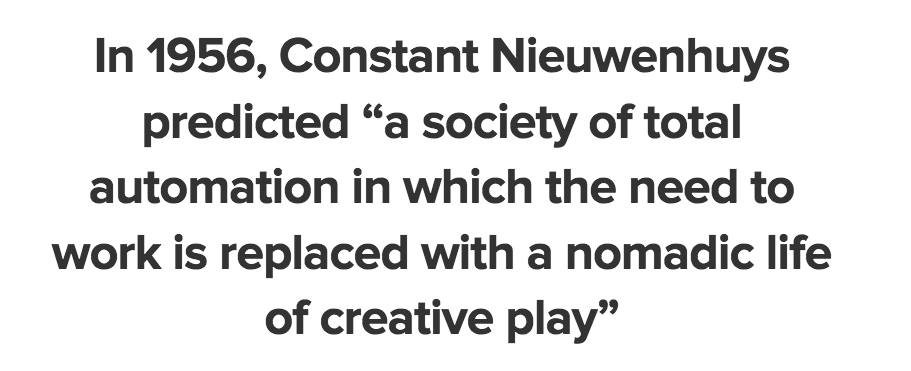 In 1956, Constant Nieuwenhuys
predicted “a society of total
automation in which the need to
work is replaced with a nomadic life
of creative play”